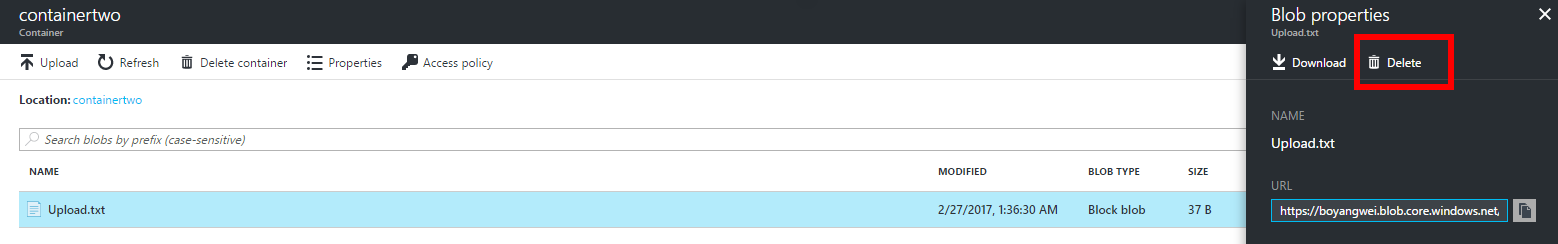 containertwo
Container
Upload Refresh Delete container Properties Access policy
Location: containertwo
Search blobs by prefix (case-sensitive)
NAME MODIFIED BLOB TYPE SIZE
Upload.txt 2/27/2017, 1:36:30 AM Block blob 37 B
Blob properties
Upload.txt
Download Delete
NAME
Upload.txt
URL
https://boyangwei.blob.core.windows.net,